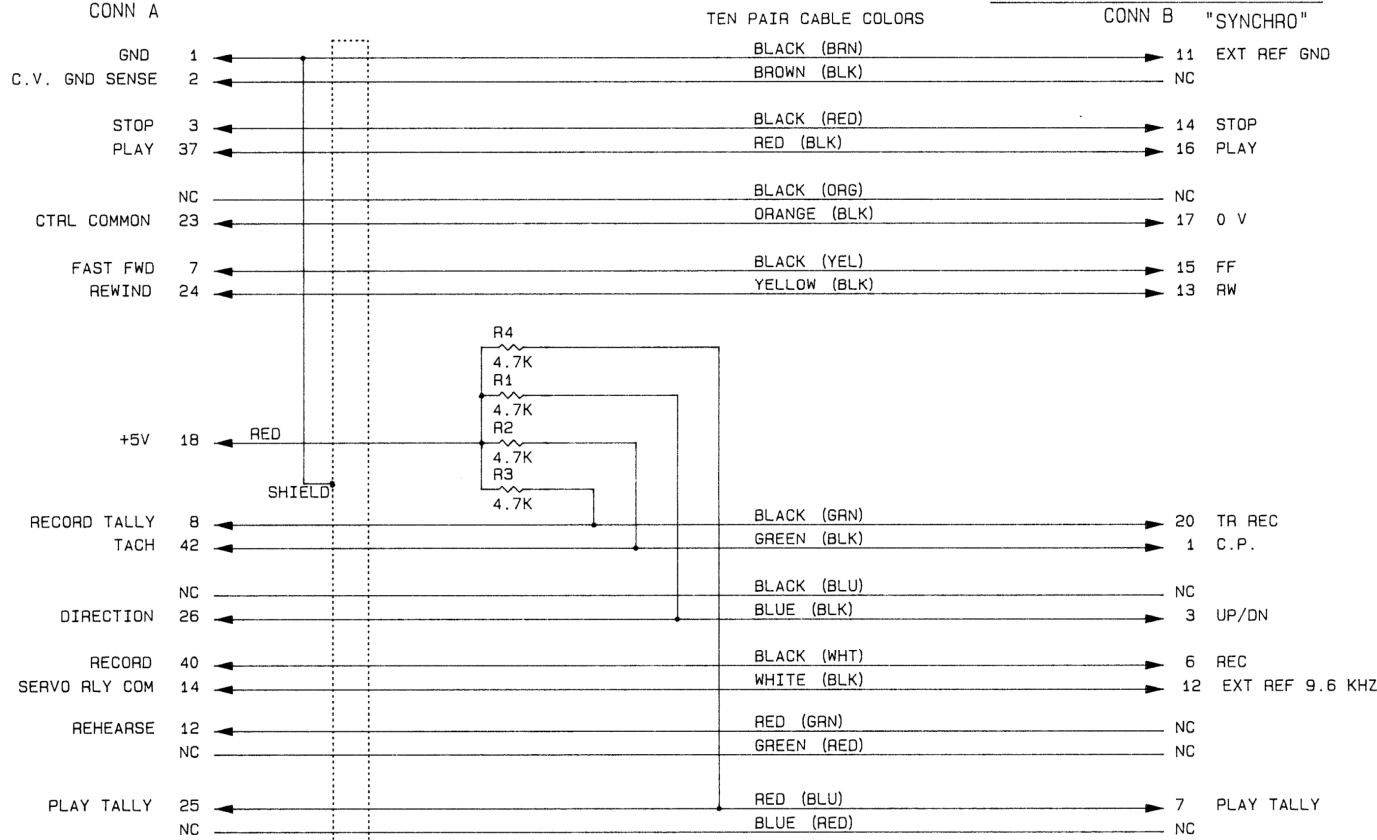 CONN A
TEN PAIR CABLE COLORS
CONN B "SYNCHRO"
GND 1 BLACK (BRN) 11 EXT REF GND
C.V. GND SENSE 2 BROWN (BLK) NC
STOP 3 BLACK (RED) 14 STOP
PLAY 37 RED (BLK) 16 PLAY
NC BLACK (ORG) NC
CTRL COMMON 23 ORANGE (BLK) 17 0 V
FAST FWD 7 BLACK (YEL) 15 FF
REWIND 24 YELLOW (BLK) 13 RW
R4
4.7K
R1
4.7K
+5V 18 RED R2
4.7K
R3
SHIELD 4.7K
RECORD TALLY 8 BLACK (GRN) 20 TR REC
TACH 42 GREEN (BLK) 1 C.P.
NC BLACK (BLU) NC
DIRECTION 26 BLUE (BLK) 3 UP/DN
RECORD 40 BLACK (WHT) 6 REC
SERVO RLY COM 14 WHITE (BLK) 12 EXT REF 9.6 KHZ
REHEARSE 12 RED (GRN) NC
NC GREEN (RED) NC
PLAY TALLY 25 RED (BLU) 7 PLAY TALLY
NC BLUE (RED) NC